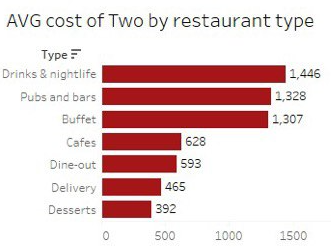 AVG cost of Two by restaurant type
Type
Drinks & nightlife 1,446
Pubs and bars 1,328
Buffet 1,307
Cafes 628
Dine-out 593
Delivery 465
Desserts 392
0 500 1000 1500